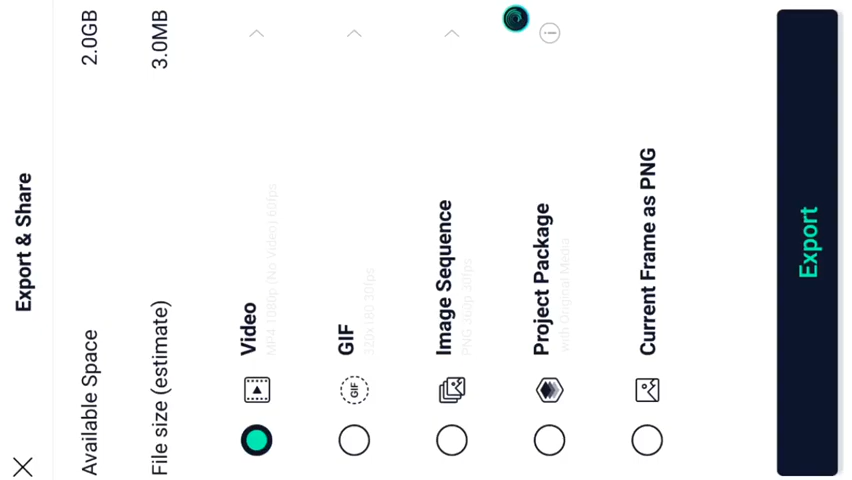 Export & Share
Available Space 2.0GB
File size (estimate) 3.0MB
Video
MP4 1080p (No Video) 60fps
GIF
GIF
320x180 30fps
Image Sequence
PNG 360p 30fps
Project Package
with Original Media
Current Frame as PNG
Export